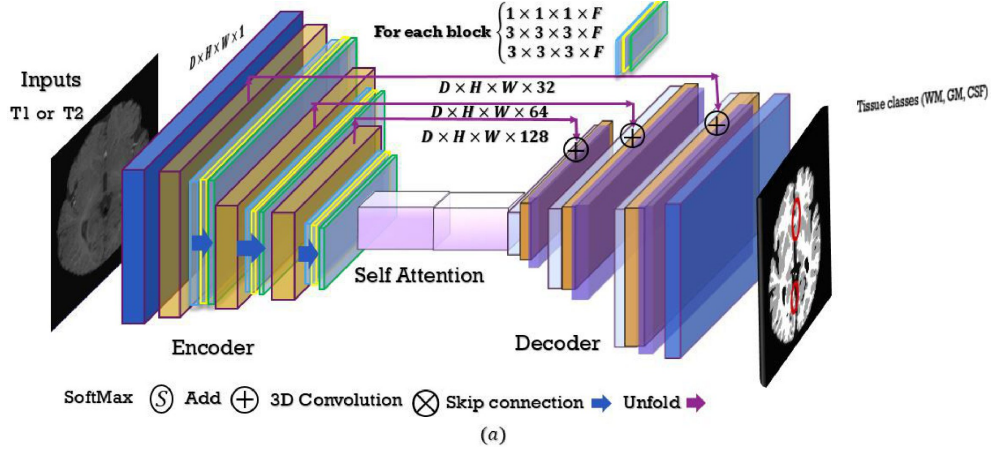 For each block { 1 × 1 × 1 × F
3 × 3 × 3 × F
3 × 3 × 3 × F
D × H × W × 1
Inputs
T1 or T2
D × H × W × 32
D × H × W × 64
D × H × W × 128
Tissue classes (WM, GM, CSF)
Self Attention
Encoder
Decoder
SoftMax Ⓢ Add ⊕ 3D Convolution ⊗ Skip connection Unfold
(a)